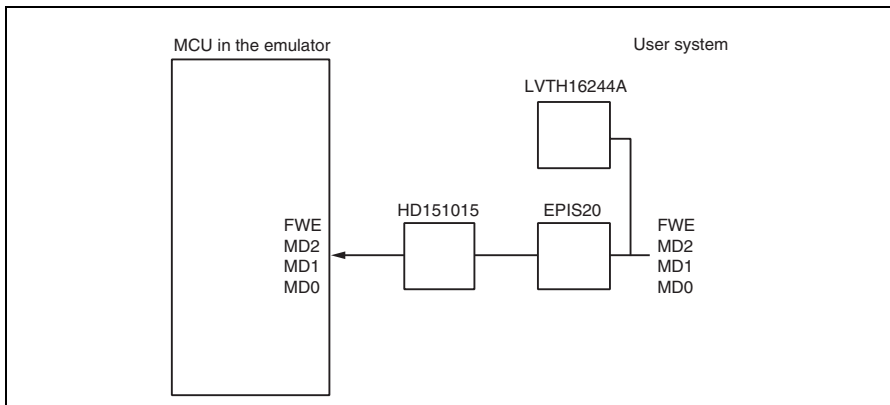 MCU in the emulator
User system
LVTH16244A
HD151015
EPIS20
FWE
MD2
MD1
MD0
FWE
MD2
MD1
MD0